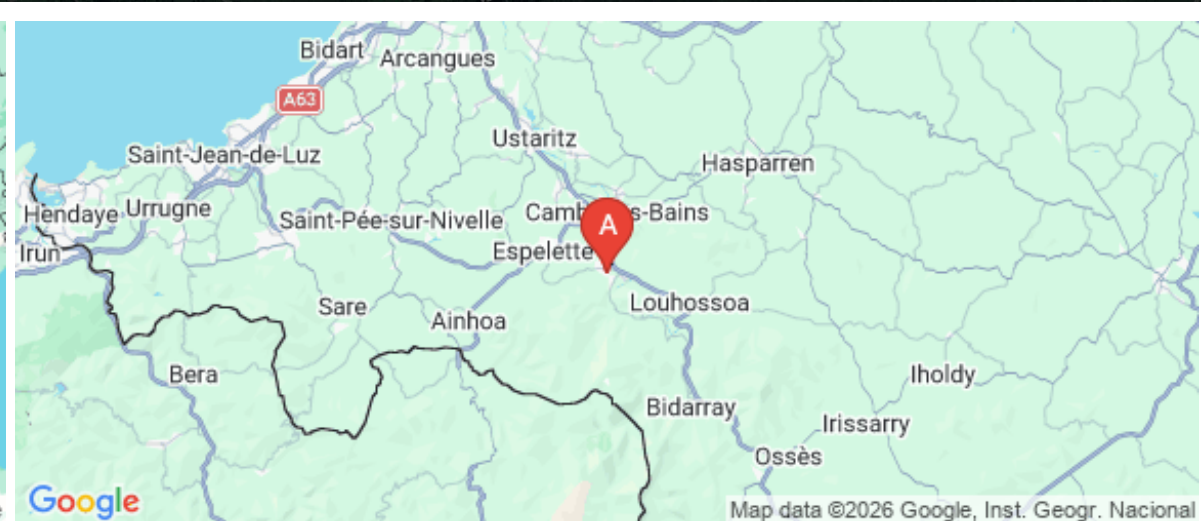 Bidart
Arcangues
A63
Ustaritz
Saint-Jean-de-Luz
Hasparren
Hendaye
Urrugne
Saint-Pée-sur-Nivelle
A
Irun
Espelette
Louhossoa
Sare
Ainhoa
Bera
Iholdy
Bidarray
Irissarry
Ossès
Google
Map data ©2026 Google, Inst. Geogr. Nacional